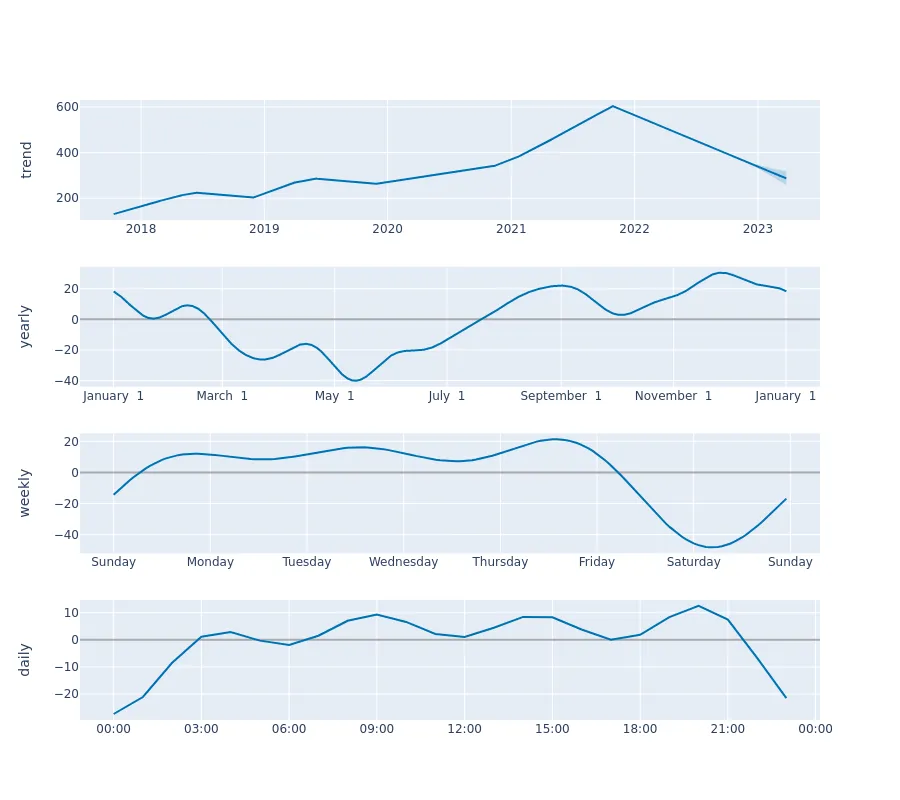 trend
600
400
200
2018 2019 2020 2021 2022 2023
yearly
20
0
−20
−40
January 1 March 1 May 1 July 1 September 1 November 1 January 1
weekly
20
0
−20
−40
Sunday Monday Tuesday Wednesday Thursday Friday Saturday Sunday
daily
10
0
−10
−20
00:00 03:00 06:00 09:00 12:00 15:00 18:00 21:00 00:00